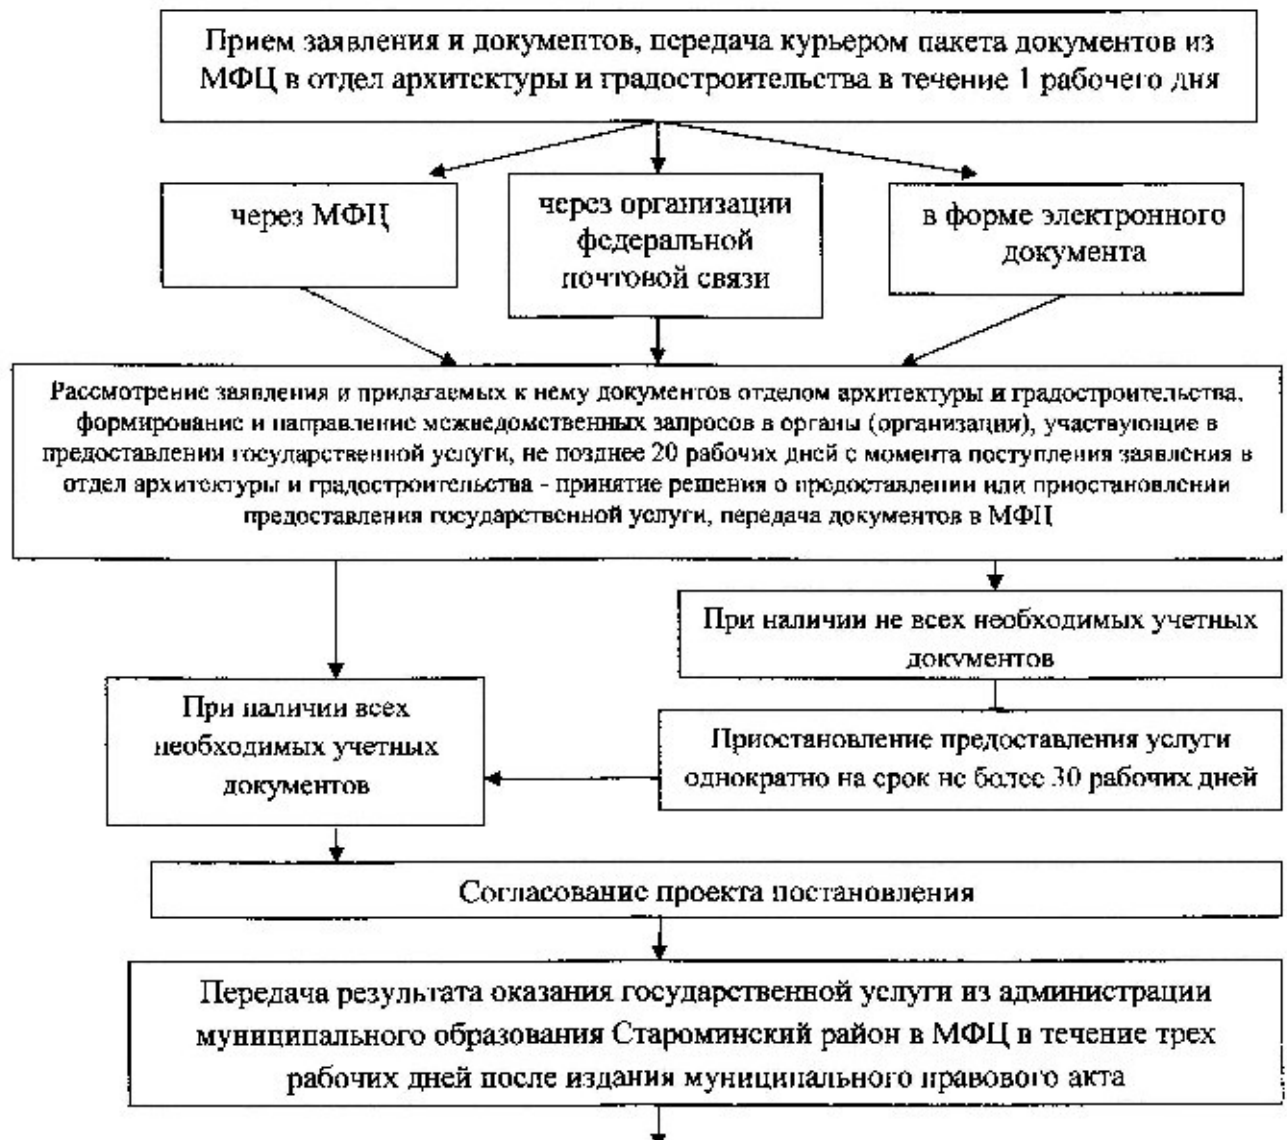 Прием заявления и документов, передача курьером пакета документов из
МФЦ в отдел архитектуры и градостроительства в течение 1 рабочего дня
через МФЦ
через организации
федеральной
почтовой связи
в форме электронного
документа
Рассмотрение заявления и прилагаемых к нему документов отделом архитектуры и градостроительства,
формирование и направление межведомственных запросов в органы (организации), участвующие в
предоставлении государственной услуги, не позднее 20 рабочих дней с момента поступления заявления в
отдел архитектуры и градостроительства - принятие решения о предоставлении или приостановлении
предоставления государственной услуги, передача документов в МФЦ
При наличии не всех необходимых учетных
документов
При наличии всех
необходимых учетных
документов
Приостановление предоставления услуги
однократно на срок не более 30 рабочих дней
Согласование проекта постановления
Передача результата оказания государственной услуги из администрации
муниципального образования Староминский район в МФЦ в течение трех
рабочих дней после издания муниципального правового акта